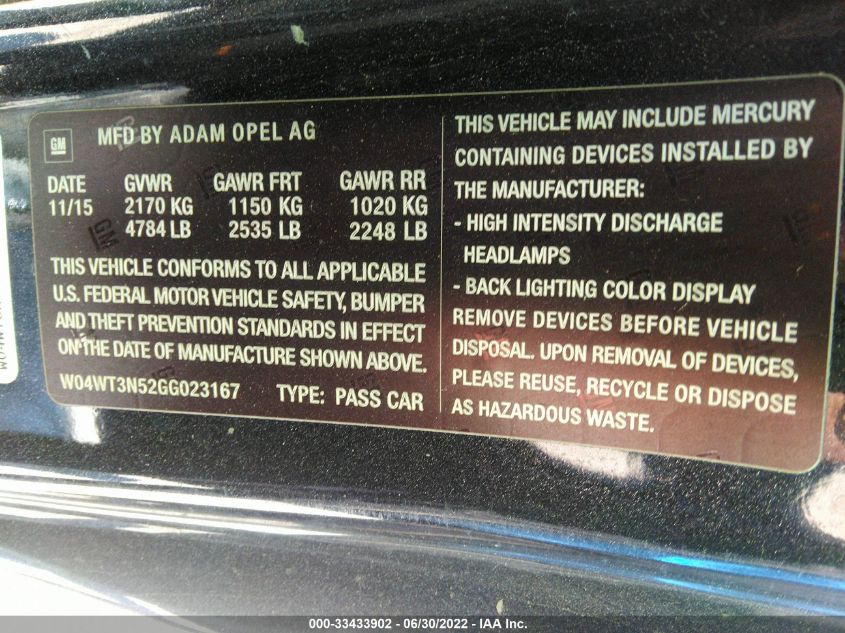 GM
MFD BY ADAM OPEL AG
DATE GVWR GAWR FRT GAWR RR
11/15 2170 KG 1150 KG 1020 KG
4784 LB 2535 LB 2248 LB
THIS VEHICLE CONFORMS TO ALL APPLICABLE
U.S. FEDERAL MOTOR VEHICLE SAFETY, BUMPER
AND THEFT PREVENTION STANDARDS IN EFFECT
ON THE DATE OF MANUFACTURE SHOWN ABOVE.
W04WT3N52GG023167 TYPE: PASS CAR
THIS VEHICLE MAY INCLUDE MERCURY
CONTAINING DEVICES INSTALLED BY
THE MANUFACTURER:
- HIGH INTENSITY DISCHARGE
HEADLAMPS
- BACK LIGHTING COLOR DISPLAY
REMOVE DEVICES BEFORE VEHICLE
DISPOSAL. UPON REMOVAL OF DEVICES,
PLEASE REUSE, RECYCLE OR DISPOSE
AS HAZARDOUS WASTE.
000-33433902 - 06/30/2022 - IAA Inc.